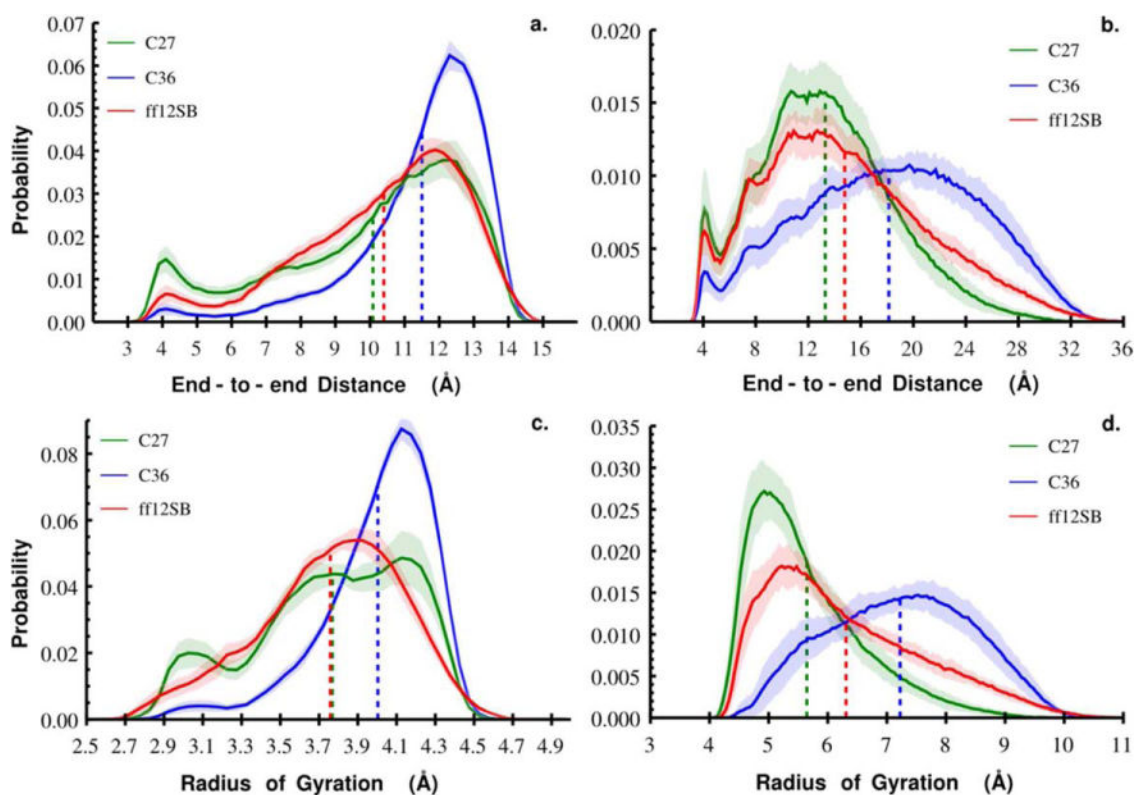 a.
C27
C36
ff12SB
Probability
0.07
0.06
0.05
0.04
0.03
0.02
0.01
0.00
3 4 5 6 7 8 9 10 11 12 13 14 15
End - to - end Distance (Å)
b.
C27
C36
ff12SB
0.020
0.015
0.010
0.005
0.000
4 8 12 16 20 24 28 32 36
End - to - end Distance (Å)
c.
C27
C36
ff12SB
Probability
0.08
0.06
0.04
0.02
0.00
2.5 2.7 2.9 3.1 3.3 3.5 3.7 3.9 4.1 4.3 4.5 4.7 4.9
Radius of Gyration (Å)
d.
C27
C36
ff12SB
0.035
0.030
0.025
0.020
0.015
0.010
0.005
0.000
3 4 5 6 7 8 9 10 11
Radius of Gyration (Å)